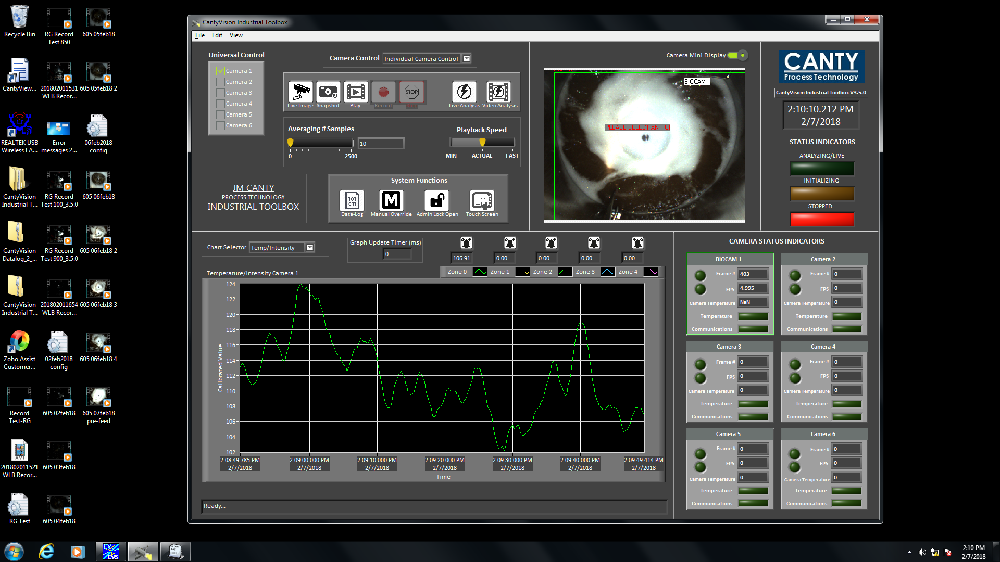 Recycle Bin
RG Record
Test 850
605 05feb18
CantyView...
201802011531
WLB Recor...
605 05feb18 2
REALTEK USB
Wireless LA...
Error
messages 2...
06feb2018
config
CantyVision
Industrial T...
RG Record
Test 100_3.5.0
605 06feb18
CantyVision
Datalog_2_...
RG Record
Test 900_3.5.0
605 06feb18 2
CantyVision
Industrial T...
201802011654
WLB Recor...
605 06feb18 3
Zoho Assist
Customer...
02feb2018
config
605 06feb18 4
Record
Test-RG
605 02feb18
605 07feb18
pre-feed
AVI
201802011521
WLB Recor...
605 03feb18
RG Test
605 04feb18
CantyVision Industrial Toolbox
File Edit View
Universal Control
Camera 1
Camera 2
Camera 3
Camera 4
Camera 5
Camera 6
Camera Control Individual Camera Control
STOP
Live Image Snapshot Play Record Live Analysis Video Analysis
Averaging # Samples
10
0 2500
Playback Speed
MIN ACTUAL FAST
JM CANTY
PROCESS TECHNOLOGY
INDUSTRIAL TOOLBOX
System Functions
101
011
M
Data-Log Manual Override Admin Lock Open Touch Screen
Camera Mini Display
BIOCAM 1
PLEASE SELECT AN ROI
CANTY
Process Technology
CantyVision Industrial Toolbox V3.5.0
2:10:10.212 PM
2/7/2018
STATUS INDICATORS
ANALYZING/LIVE
INITIALIZING
STOPPED
Chart Selector Temp/Intensity
Graph Update Timer (ms)
0
106.91 0.00 0.00 0.00 0.00
Zone 0 Zone 1 Zone 2 Zone 3 Zone 4
Temperature/Intensity Camera 1
124
122
120
118
116
114
112
110
108
106
104
102
Calibrated Value
2:08:49.785 PM 2:09:00.000 PM 2:09:10.000 PM 2:09:20.000 PM 2:09:30.000 PM 2:09:40.000 PM 2:09:49.414 PM
2/7/2018 2/7/2018 2/7/2018 2/7/2018 2/7/2018 2/7/2018 2/7/2018
Time
Ready...
CAMERA STATUS INDICATORS
BIOCAM 1
Frame # 403
FPS 4.995
Camera Temperature NaN
Temperature
Communications
Camera 2
Frame # 0
FPS 0
Camera Temperature 0
Temperature
Communications
Camera 3
Frame # 0
FPS 0
Camera Temperature 0
Temperature
Communications
Camera 4
Frame # 0
FPS 0
Camera Temperature 0
Temperature
Communications
Camera 5
Frame # 0
FPS 0
Camera Temperature 0
Temperature
Communications
Camera 6
Frame # 0
FPS 0
Camera Temperature 0
Temperature
Communications
2:10 PM
2/7/2018